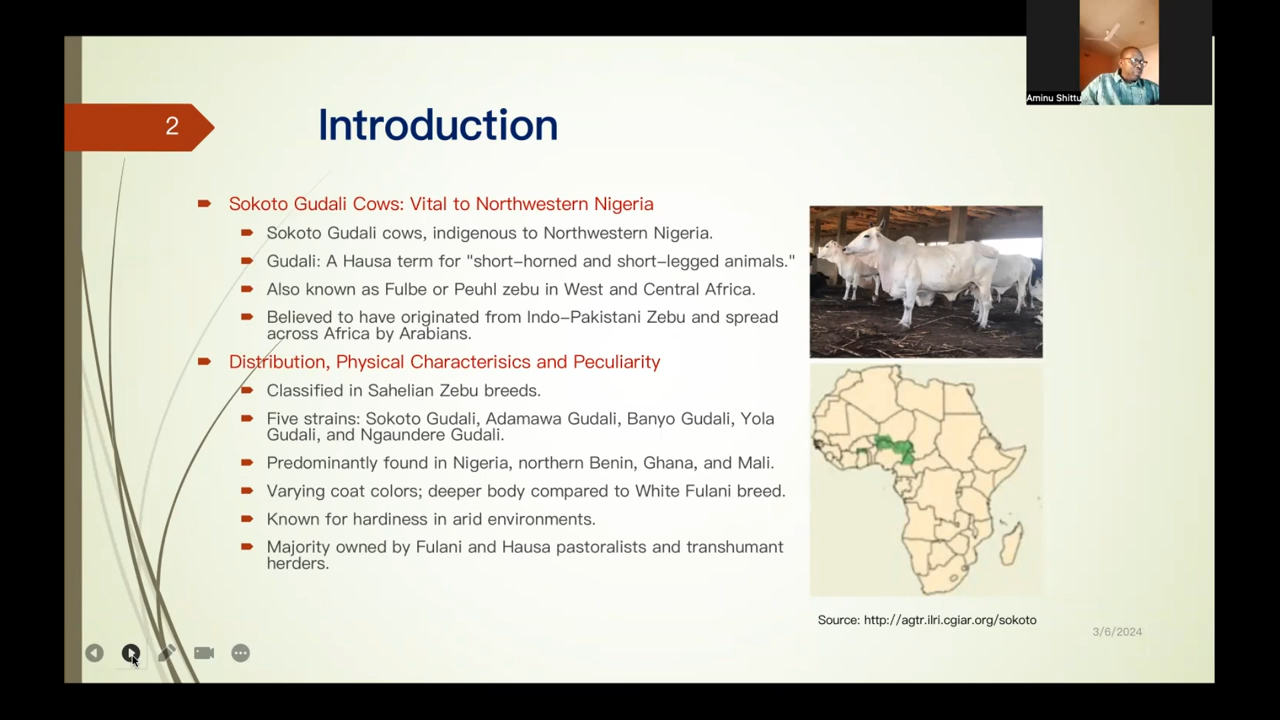 Aminu Shittu
2
Introduction
Sokoto Gudali Cows: Vital to Northwestern Nigeria
Sokoto Gudali cows, indigenous to Northwestern Nigeria.
Gudali: A Hausa term for "short-horned and short-legged animals."
Also known as Fulbe or Peuhl zebu in West and Central Africa.
Believed to have originated from Indo-Pakistani Zebu and spread
across Africa by Arabians.
Distribution, Physical Characterisics and Peculiarity
Classified in Sahelian Zebu breeds.
Five strains: Sokoto Gudali, Adamawa Gudali, Banyo Gudali, Yola
Gudali, and Ngaundere Gudali.
Predominantly found in Nigeria, northern Benin, Ghana, and Mali.
Varying coat colors; deeper body compared to White Fulani breed.
Known for hardiness in arid environments.
Majority owned by Fulani and Hausa pastoralists and transhumant
herders.
Source: http://agtr.ilri.cgiar.org/sokoto
3/6/2024